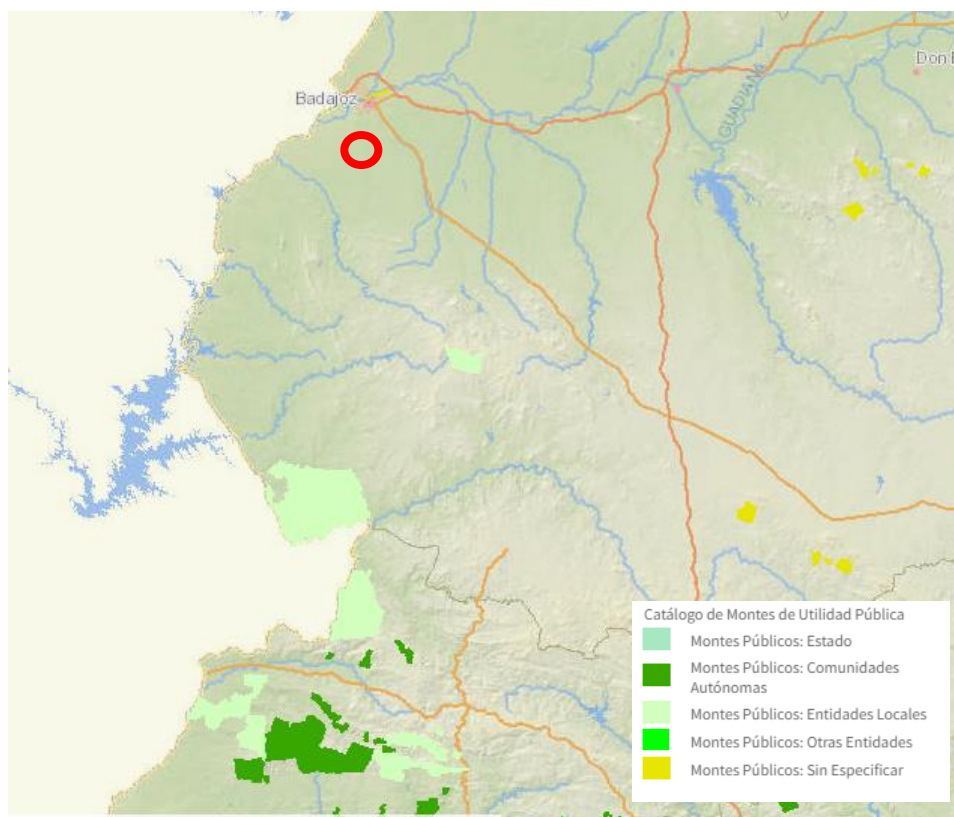 Badajoz
GUADIANA
Catálogo de Montes de Utilidad Pública
Montes Públicos: Estado
Montes Públicos: Comunidades
Autónomas
Montes Públicos: Entidades Locales
Montes Públicos: Otras Entidades
Montes Públicos: Sin Especificar